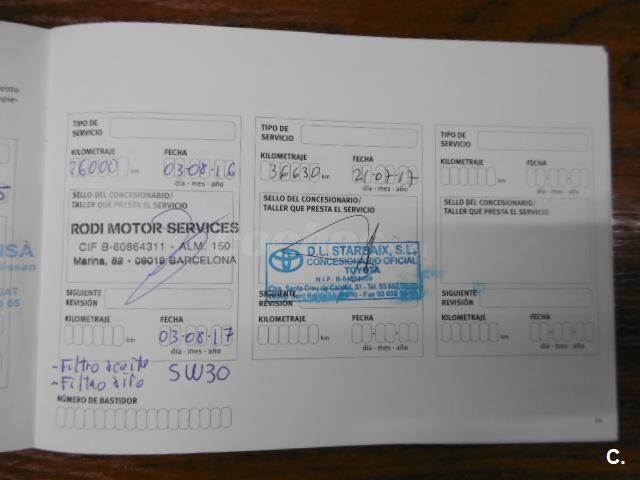 TIPO DE
SERVICIO
KILOMETRAJE FECHA
26000 km 03-08-16
día - mes - año
SELLO DEL CONCESIONARIO/
TALLER QUE PRESTA EL SERVICIO
RODI MOTOR SERVICES
CIF B-60864311 - ALM. 150
Marina, 82 - 08018 BARCELONA
SIGUIENTE
REVISIÓN
KILOMETRAJE FECHA
km 03-08-17
día - mes - año
- Filtro aceite
- Filtro aire
5W30
NÚMERO DE BASTIDOR
TIPO DE
SERVICIO
KILOMETRAJE FECHA
36630 km 21-07-17
día - mes - año
SELLO DEL CONCESIONARIO/
TALLER QUE PRESTA EL SERVICIO
D.L. STARBAIX, S.L.
CONCESIONARIO OFICIAL
TOYOTA
SIGUIENTE
REVISIÓN
KILOMETRAJE FECHA
km
día - mes - año
TIPO DE
SERVICIO
KILOMETRAJE FECHA
km
día - mes - año
SELLO DEL CONCESIONARIO/
TALLER QUE PRESTA EL SERVICIO
SIGUIENTE
REVISIÓN
KILOMETRAJE FECHA
km
día - mes - año
C.